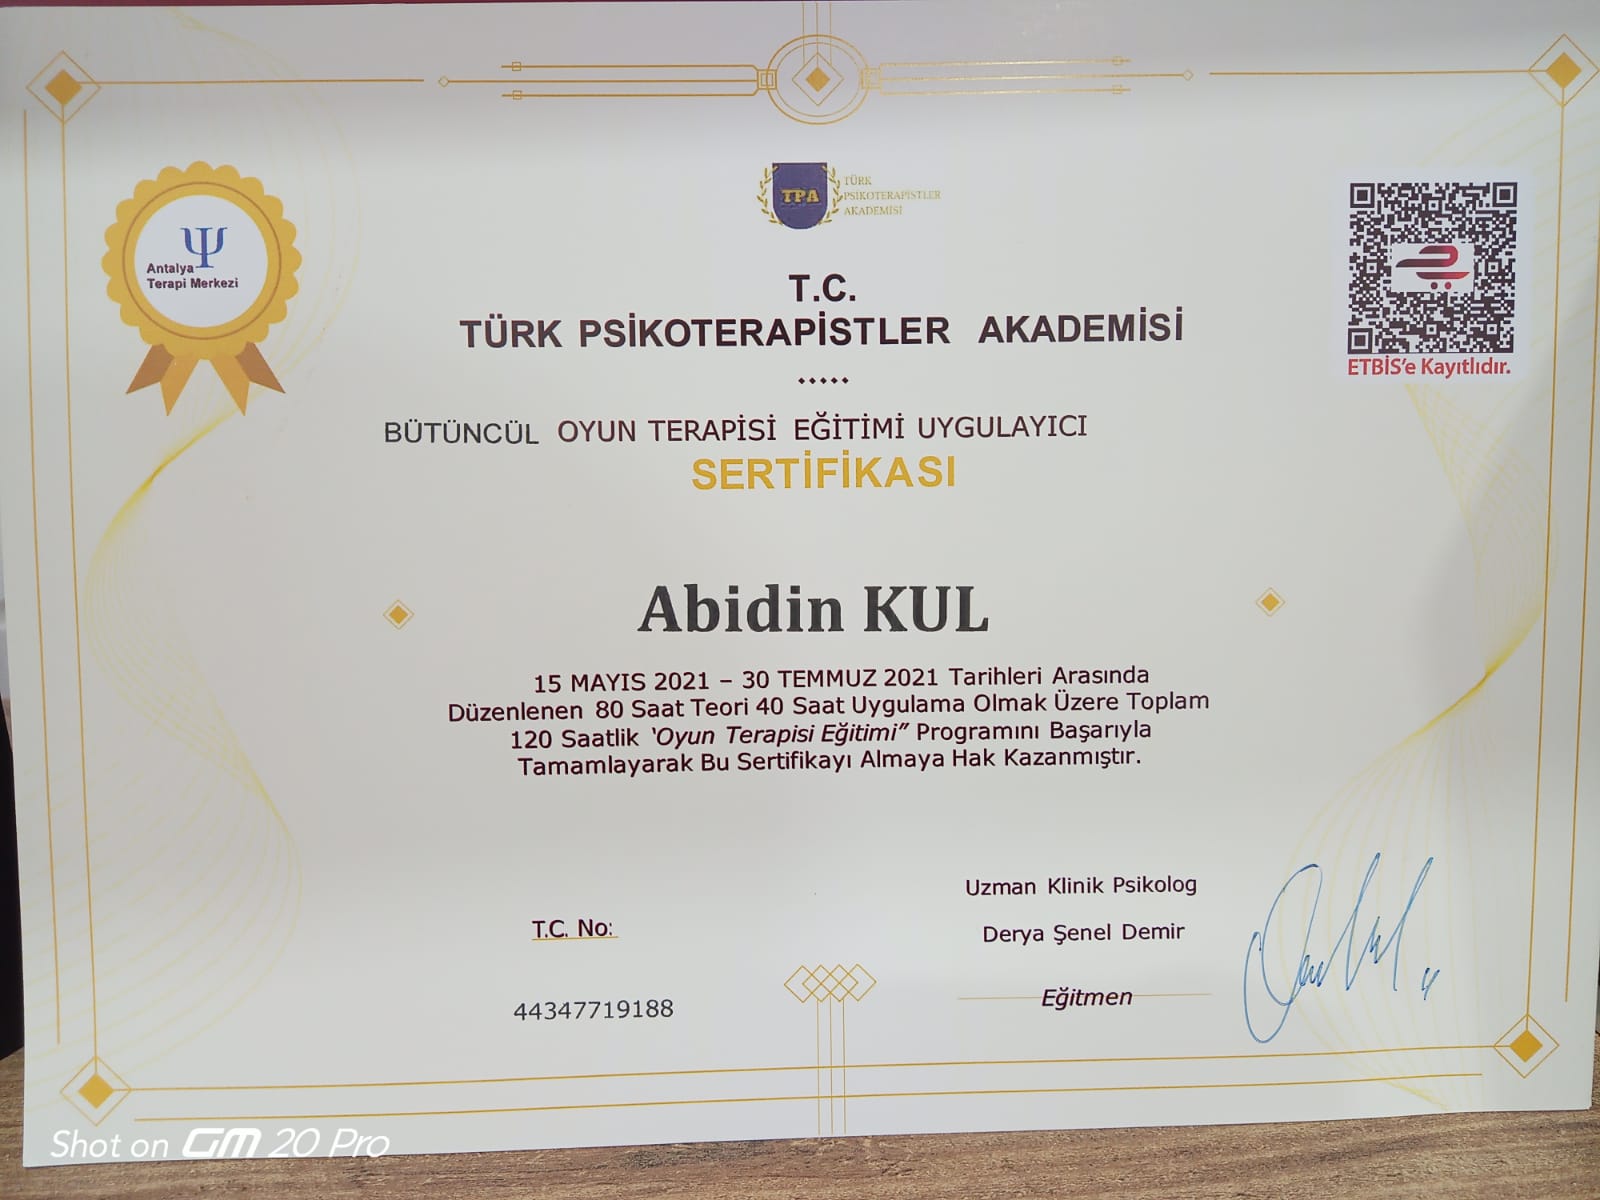 TPA
TÜRK
PSİKOTERAPİSTLER
AKADEMİSİ
Antalya
Terapi Merkezi
ETBİS'e Kayıtlıdır.
T.C.
TÜRK PSİKOTERAPİSTLER AKADEMİSİ
BÜTÜNCÜL OYUN TERAPİSİ EĞİTİMİ UYGULAYICI
SERTİFİKASI
Abidin KUL
15 MAYIS 2021 – 30 TEMMUZ 2021 Tarihleri Arasında
Düzenlenen 80 Saat Teori 40 Saat Uygulama Olmak Üzere Toplam
120 Saatlik ‘Oyun Terapisi Eğitimi” Programını Başarıyla
Tamamlayarak Bu Sertifikayı Almaya Hak Kazanmıştır.
T.C. No:
44347719188
Uzman Klinik Psikolog
Derya Şenel Demir
Eğitmen
Shot on GM 20 Pro